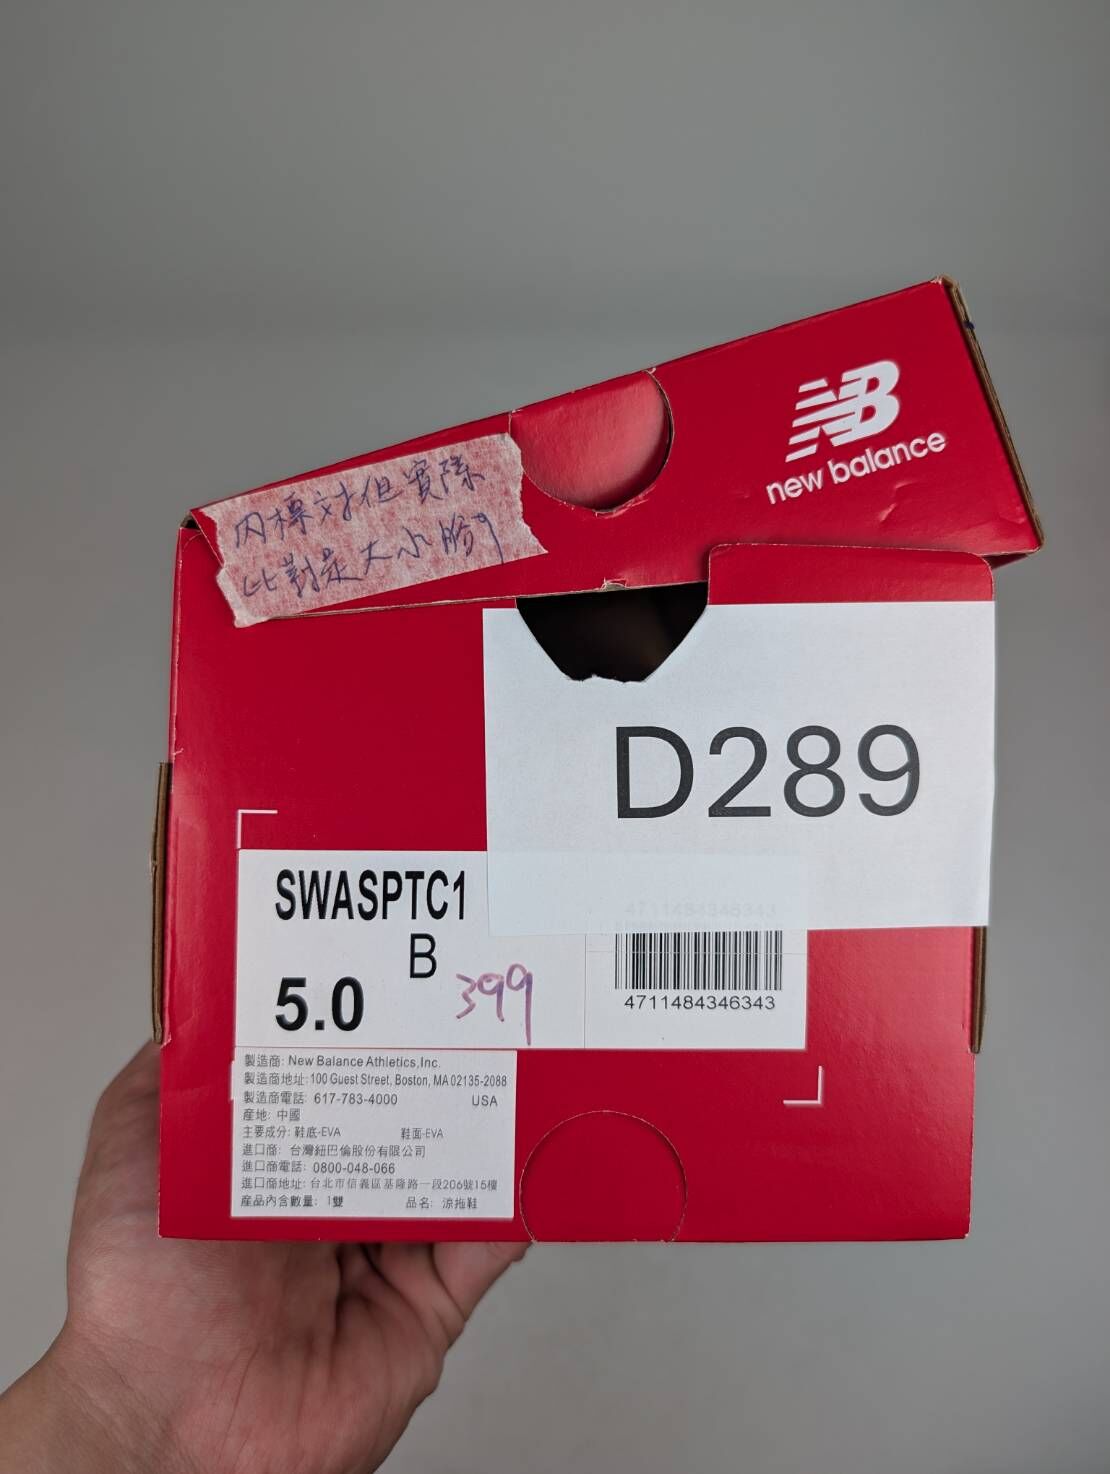 NB
new balance
內標对但實際
比對是大小腳
D289
SWASPTC1
B
5.0
399
4711484346343
4711484346343
製造商: New Balance Athletics,Inc.
製造商地址:100 Guest Street, Boston, MA 02135-2088
製造商電話: 617-783-4000 USA
產地: 中國
主要成分: 鞋底-EVA 鞋面-EVA
進口商: 台灣紐巴倫股份有限公司
進口商電話: 0800-048-066
進口商地址: 台北市信義區基隆路一段206號15樓
產品內含數量: 1雙 品名: 涼拖鞋